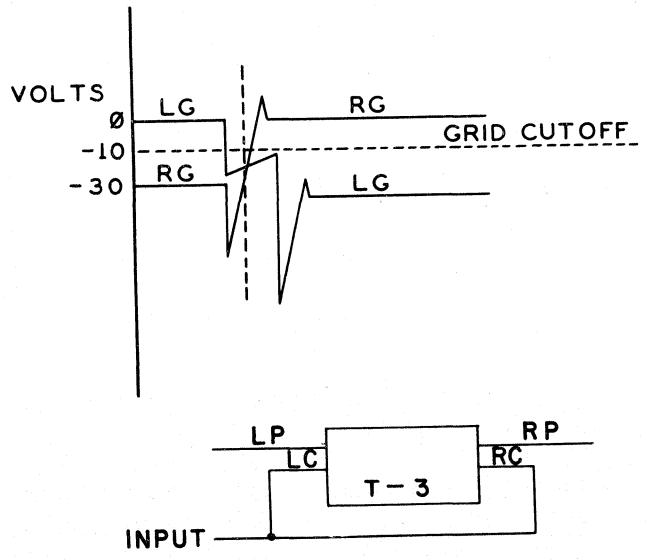 VOLTS
LG
RG
Ø
GRID CUTOFF
-10
-30
RG
LG
LP
RP
LC
RC
T-3
INPUT